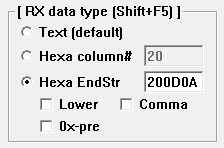 [ RX data type (Shift+F5) ]
Text (default)
Hexa column# 20
Hexa EndStr 200D0A
Lower Comma
0x-pre